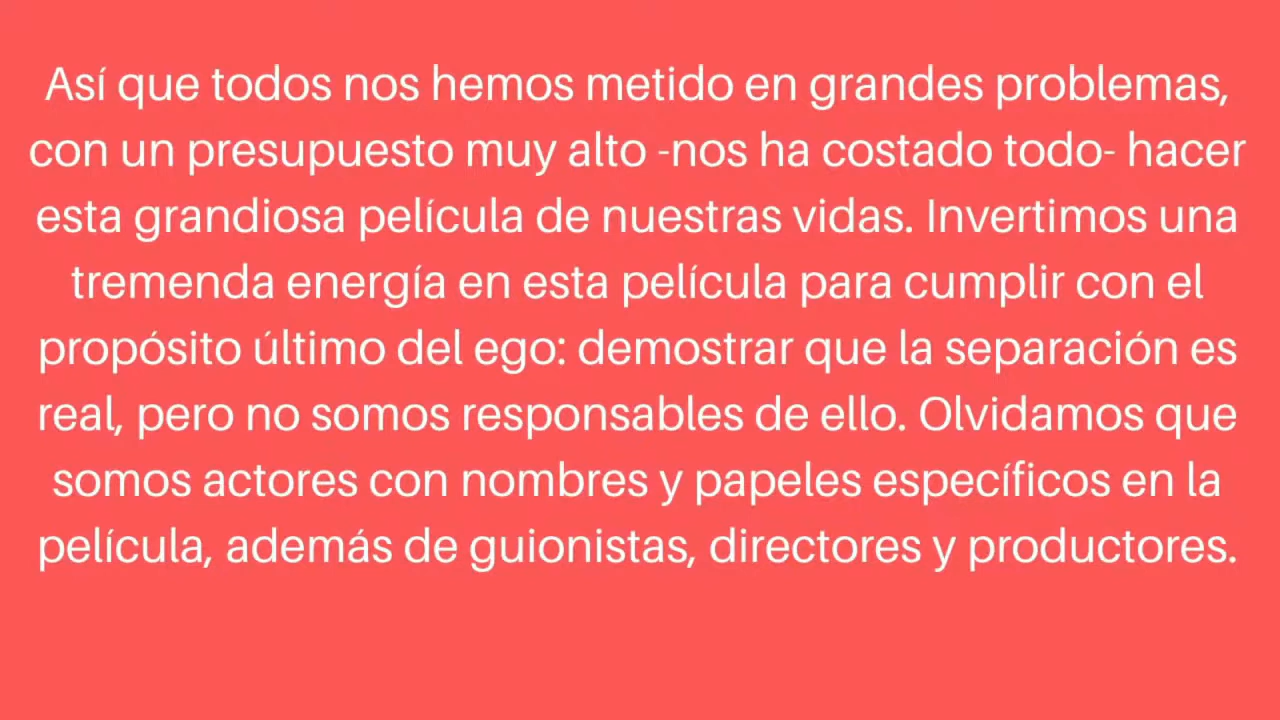 Así que todos nos hemos metido en grandes problemas,
con un presupuesto muy alto -nos ha costado todo- hacer
esta grandiosa película de nuestras vidas. Invertimos una
tremenda energía en esta película para cumplir con el
propósito último del ego: demostrar que la separación es
real, pero no somos responsables de ello. Olvidamos que
somos actores con nombres y papeles específicos en la
película, además de guionistas, directores y productores.